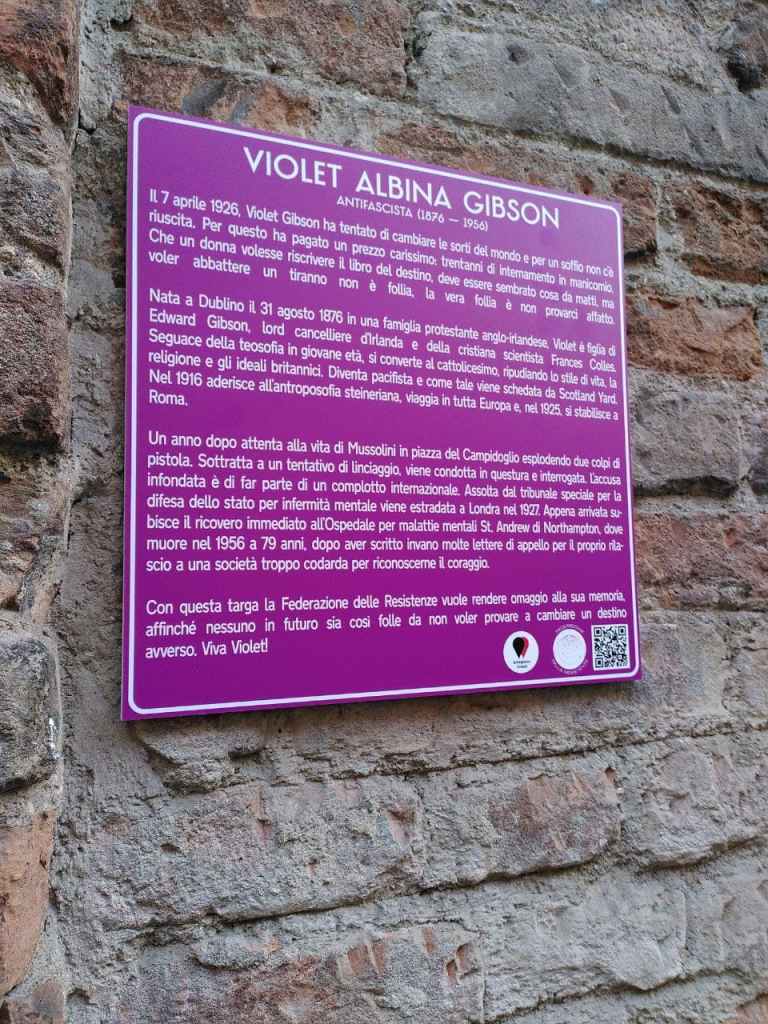 VIOLET ALBINA GIBSON
ANTIFASCISTA (1876 – 1956)
Il 7 aprile 1926, Violet Gibson ha tentato di cambiare le sorti del mondo e per un soffio non c'è
riuscita. Per questo ha pagato un prezzo carissimo: trentanni di internamento in manicomio.
Che un donna volesse riscrivere il libro del destino, deve essere sembrato cosa da matti, ma
voler abbattere un tiranno non è follia, la vera follia è non provarci affatto.
Nata a Dublino il 31 agosto 1876 in una famiglia protestante anglo-irlandese, Violet è figlia di
Edward Gibson, lord cancelliere d'Irlanda e della cristiana scientista Frances Colles.
Seguace della teosofia in giovane età, si converte al cattolicesimo, ripudiando lo stile di vita, la
religione e gli ideali britannici. Diventa pacifista e come tale viene schedata da Scotland Yard.
Nel 1916 aderisce all'antroposofia steineriana, viaggia in tutta Europa e, nel 1925, si stabilisce a
Roma.
Un anno dopo attenta alla vita di Mussolini in piazza del Campidoglio esplodendo due colpi di
pistola. Sottratta a un tentativo di linciaggio, viene condotta in questura e interrogata. L'accusa
infondata è di far parte di un complotto internazionale. Assolta dal tribunale speciale per la
difesa dello stato per infermità mentale viene estradata a Londra nel 1927. Appena arrivata su-
bisce il ricovero immediato all'Ospedale per malattie mentali St. Andrew di Northampton, dove
muore nel 1956 a 79 anni, dopo aver scritto invano molte lettere di appello per il proprio rila-
scio a una società troppo codarda per riconoscerne il coraggio.
Con questa targa la Federazione delle Resistenze vuole rendere omaggio alla sua memoria,
affinché nessuno in futuro sia così folle da non voler provare a cambiare un destino
avverso. Viva Violet!